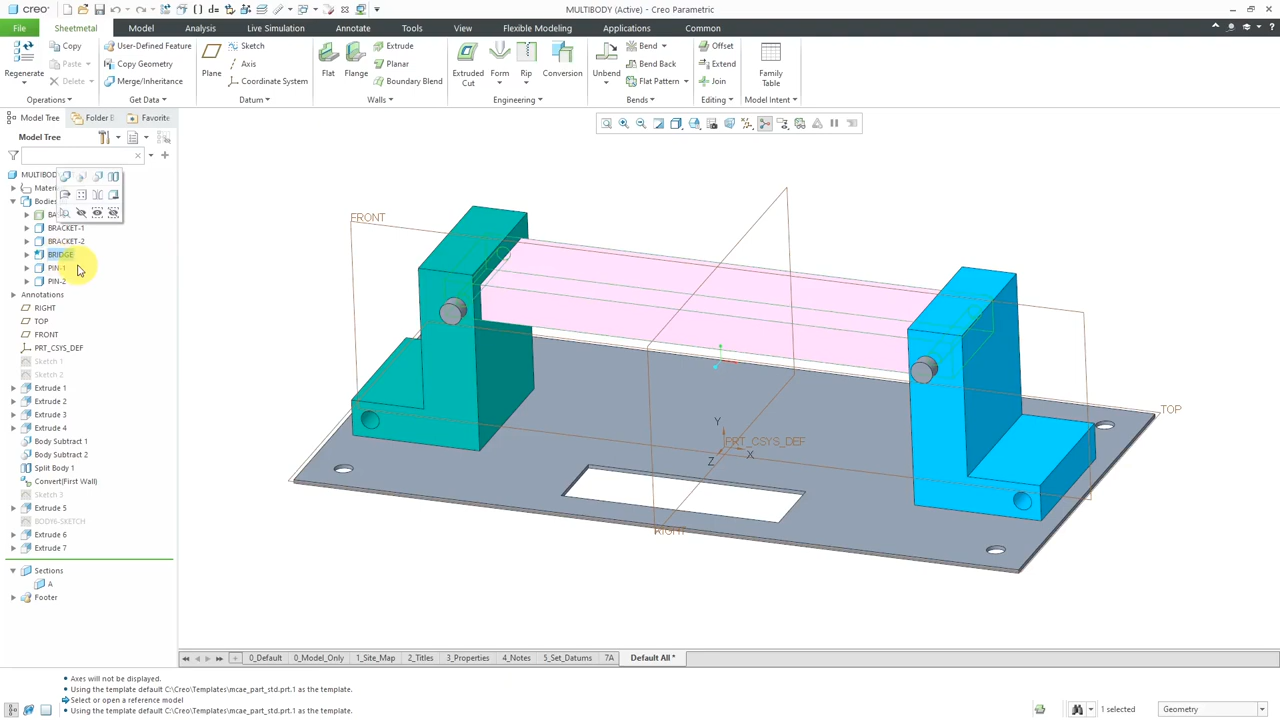 creo
MULTIBODY (Active) - Creo Parametric
File Sheetmetal Model Analysis Live Simulation Annotate Tools View Flexible Modeling Applications Common
Regenerate
Copy
Paste
Delete
Operations
User-Defined Feature
Copy Geometry
Merge/Inheritance
Get Data
Plane
Sketch
Axis
Coordinate System
Datum
Flat
Flange
Extrude
Planar
Boundary Blend
Walls
Extruded Cut
Form
Rip
Conversion
Engineering
Unbend
Bend
Bend Back
Flat Pattern
Bends
Offset
Extend
Join
Editing
Family Table
Model Intent
Model Tree Folder B Favorite
Model Tree
MULTIBOD
Materi
Bodies
BRACKET-1
BRACKET-2
BRIDGE
PIN-1
PIN-2
Annotations
RIGHT
TOP
FRONT
PRT_CSYS_DEF
Sketch 1
Sketch 2
Extrude 1
Extrude 2
Extrude 3
Extrude 4
Body Subtract 1
Body Subtract 2
Split Body 1
Convert(First Wall)
Sketch 3
Extrude 5
BODY6-SKETCH
Extrude 6
Extrude 7
Sections
A
Footer
FRONT
TOP
Y
PRT_CSYS_DEF
Z X
RIGHT
0_Default 0_Model_Only 1_Site_Map 2_Titles 3_Properties 4_Notes 5_Set_Datums 7A Default All *
• Axes will not be displayed.
• Using the template default C:\Creo\Templates\mcae_part_std.prt.1 as the template.
Select or open a reference model
• Using the template default C:\Creo\Templates\mcae_part_std.prt.1 as the template.
1 selected
Geometry